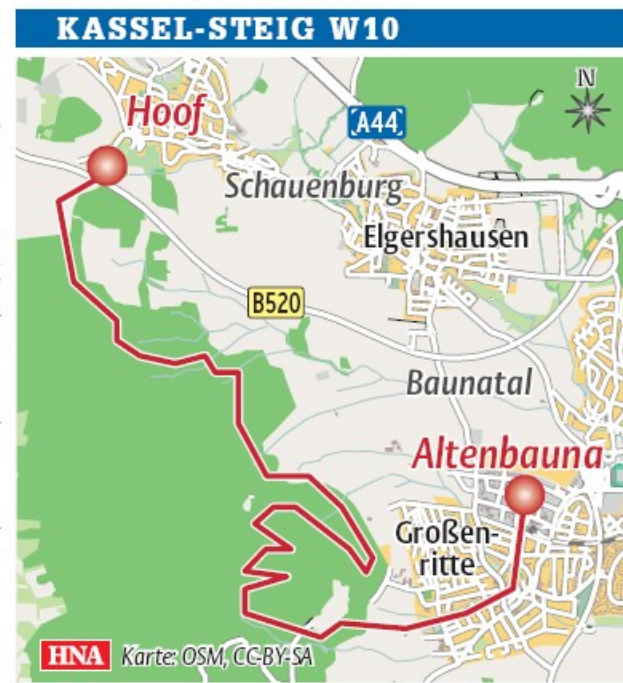 KASSEL-STEIG W10
N
Hoof
A44
Schauenburg
Elgershausen
B520
Baunatal
Altenbauna
Großen-
ritte
HNA Karte: OSM, CC-BY-SA